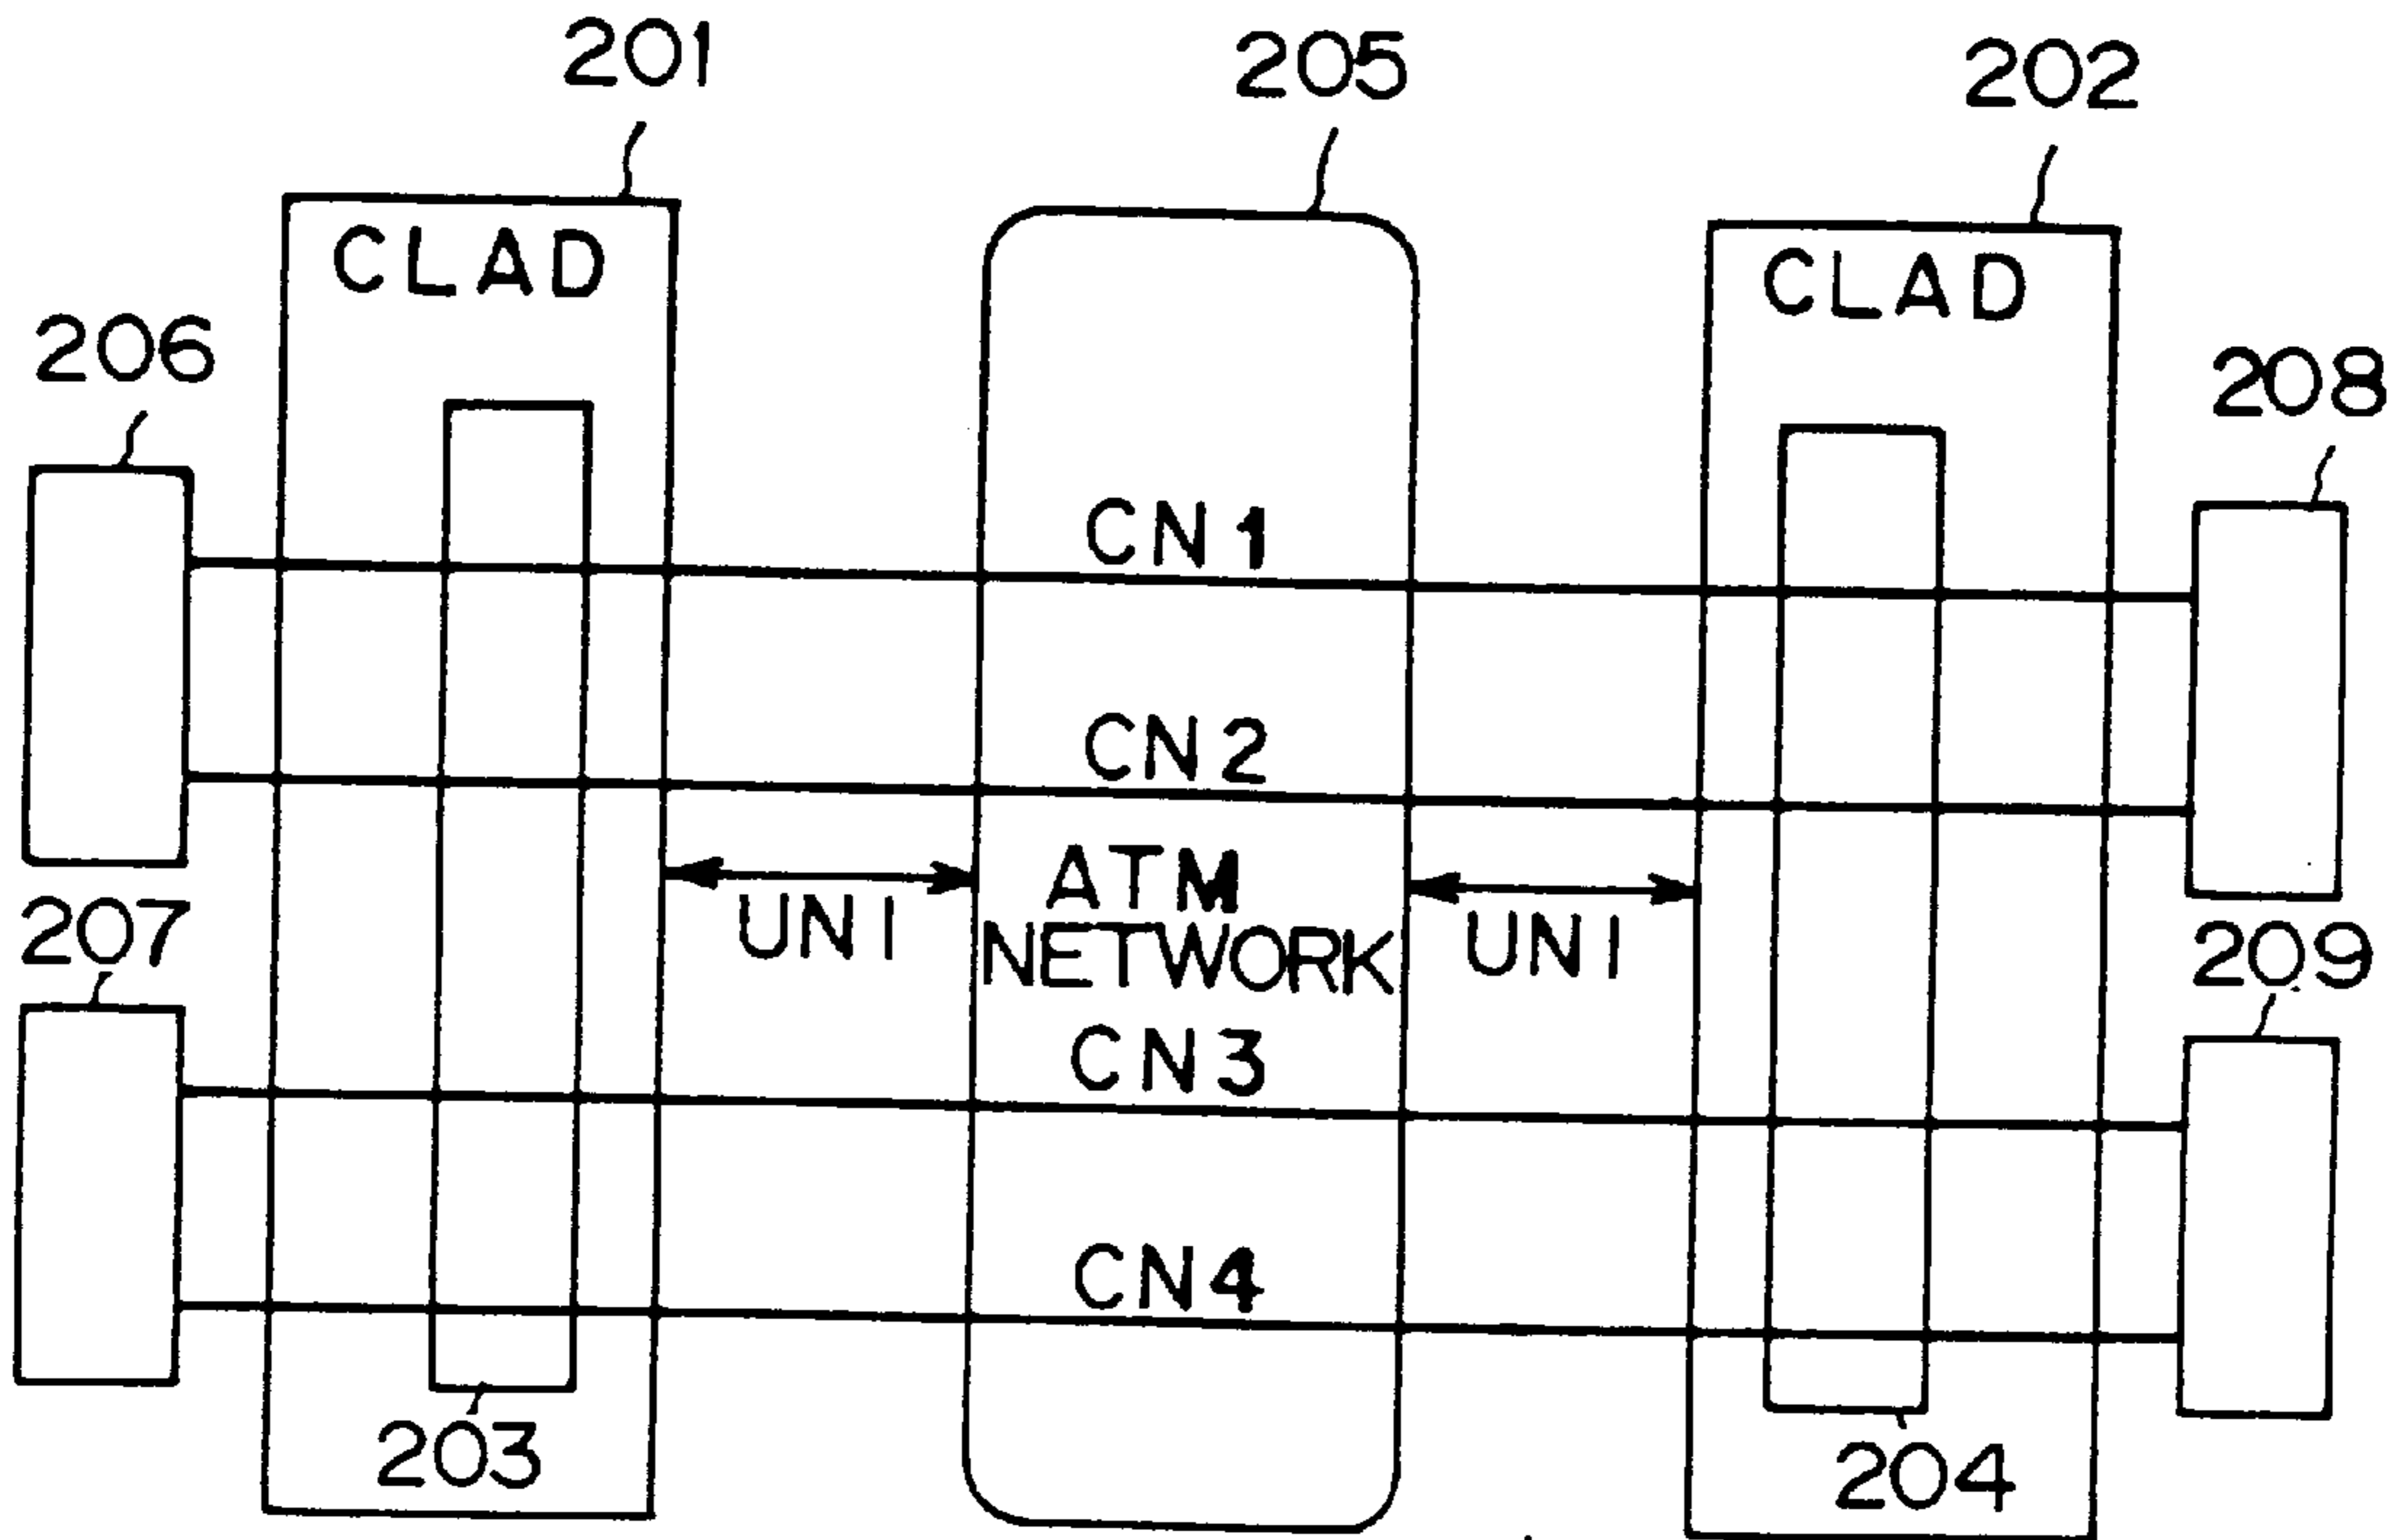 201
205
202
CLAD
CLAD
206
208
CN1
CN2
ATM
NETWORK
UNI
UNI
207
209
CN3
CN4
203
204